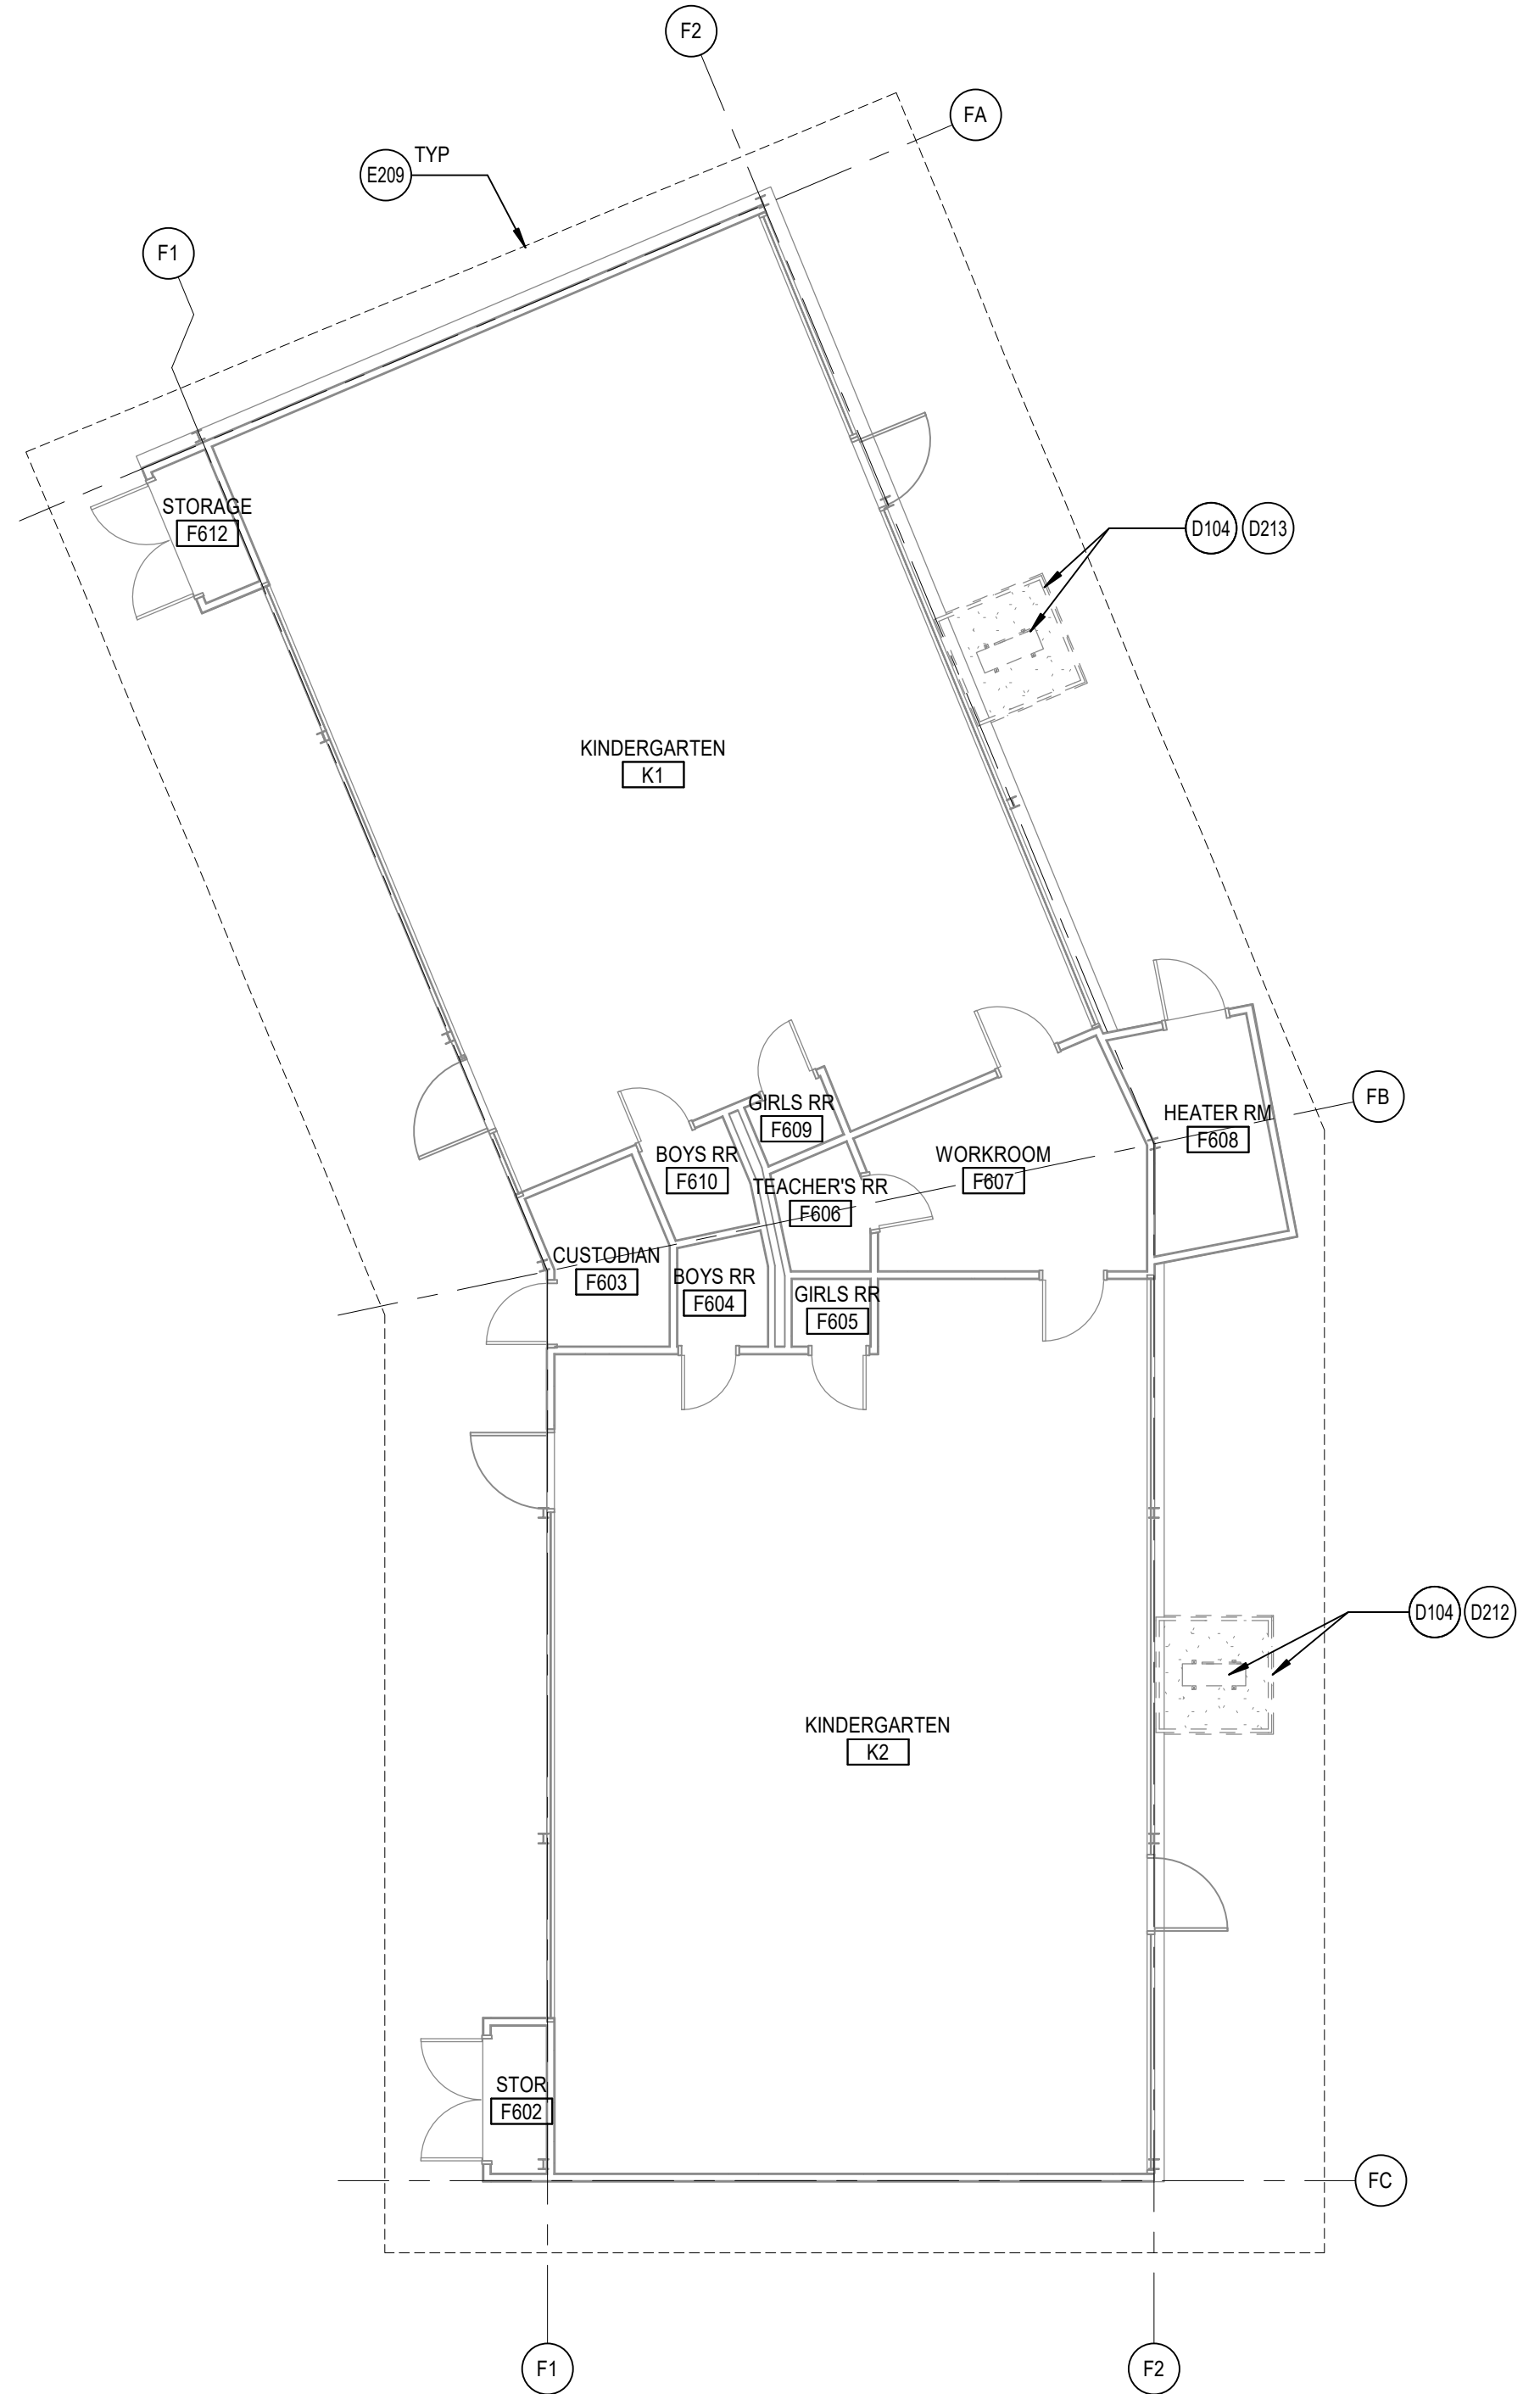 F2
FA
TYP
E209
F1
STORAGE
F612
D104 D213
KINDERGARTEN
K1
FB
GIRLS RR
F609
HEATER RM
F608
BOYS RR
F610
WORKROOM
F607
TEACHER'S RR
F606
CUSTODIAN
F603
BOYS RR
F604
GIRLS RR
F605
D104 D212
KINDERGARTEN
K2
STOR
F602
FC
F1
F2